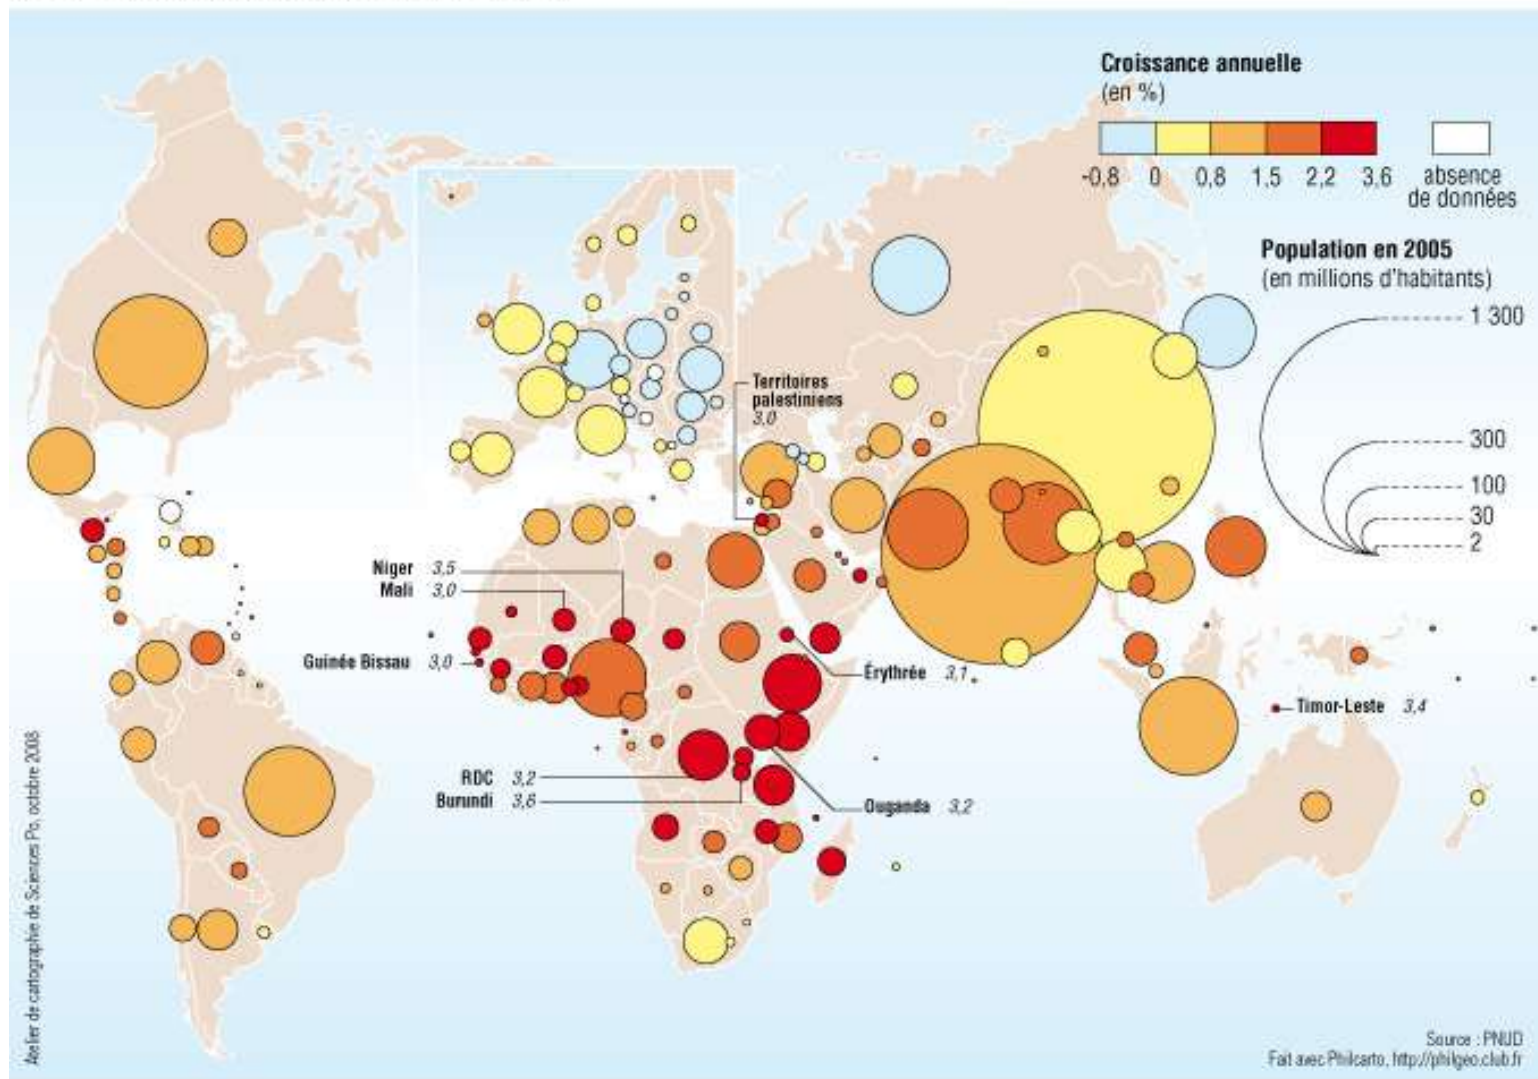 Croissance annuelle
(en %)
-0,8 0 0,8 1,5 2,2 3,6
absence
de données
Population en 2005
(en millions d'habitants)
1 300
300
100
30
2
Territoires
palestiniens
3,0
Niger 3,5
Mali 3,0
Guinée Bissau 3,0
Érythrée 3,1
Timor-Leste 3,4
RDC 3,2
Burundi 3,6
Ouganda 3,2
Atelier de cartographie de Sciences Po, octobre 2008
Source : PNUD
Fait avec Philcarto, http://philgeo.club.fr